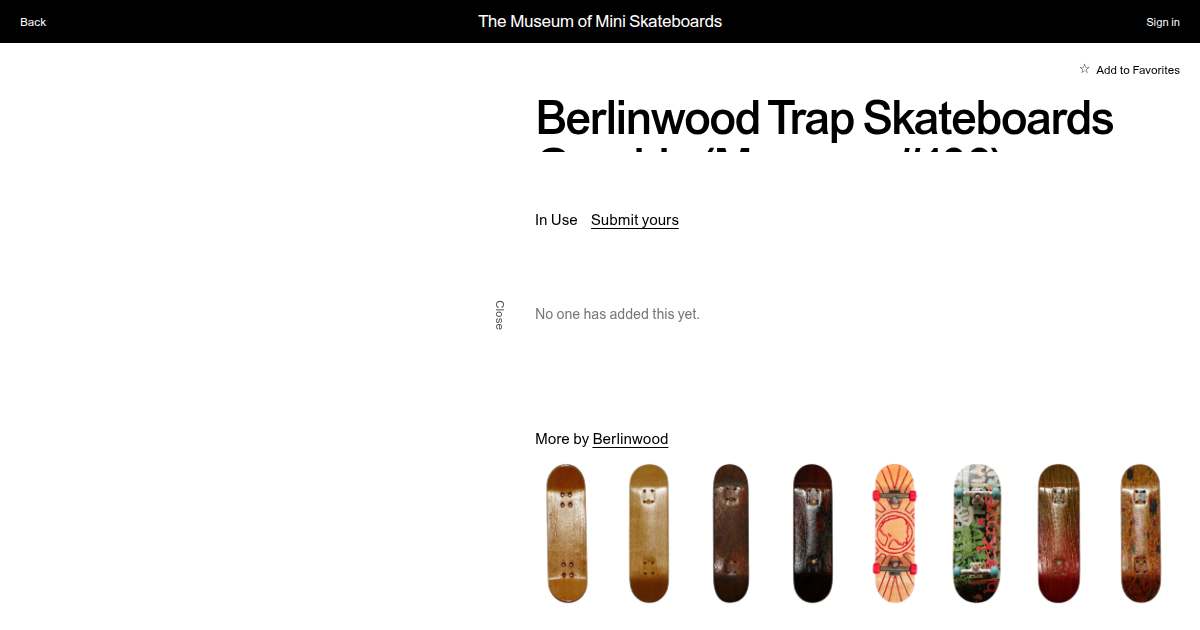 Back
The Museum of Mini Skateboards
Sign in
☆ Add to Favorites
Berlinwood Trap Skateboards
In Use Submit yours
Close
No one has added this yet.
More by Berlinwood